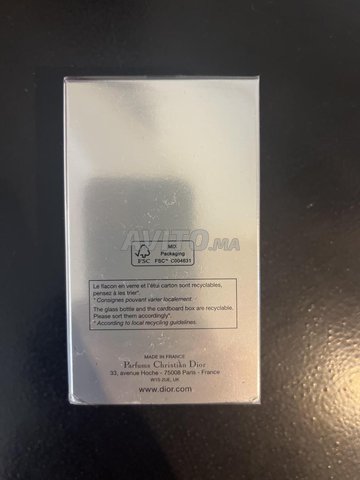 AVITO.ma
FSC
MIX
Packaging
FSC® C004831
Le flacon en verre et l'étui carton sont recyclables,
pensez à les trier*.
* Consignes pouvant varier localement.
The glass bottle and the cardboard box are recyclable.
Please sort them accordingly*.
* According to local recycling guidelines.
MADE IN FRANCE
Parfums Christian Dior
33, avenue Hoche - 75008 Paris - France
W1S 2UE, UK
www.dior.com